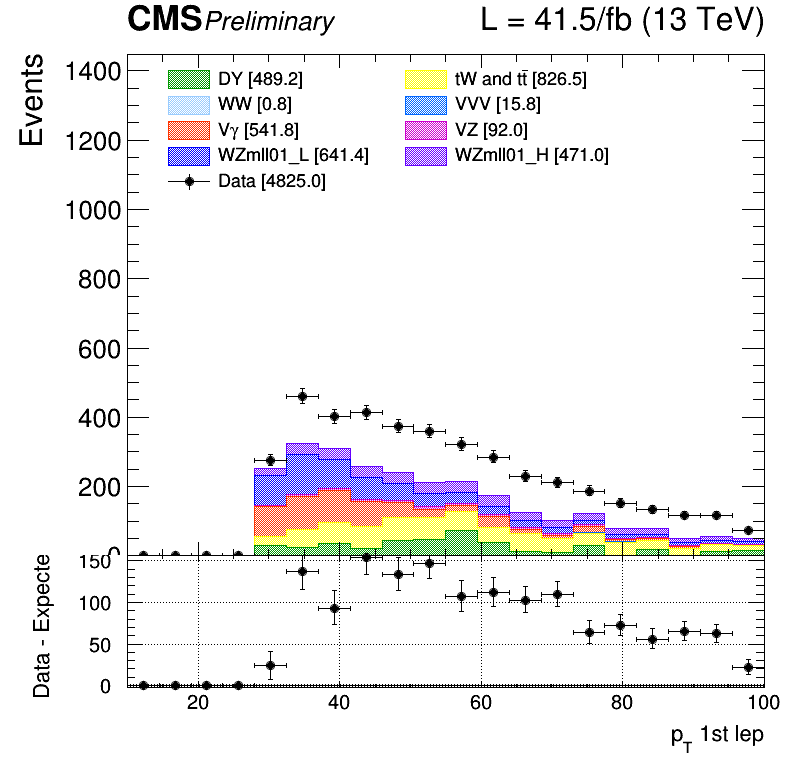 CMS Preliminary L = 41.5/fb (13 TeV)
Events
1400
1200
1000
800
600
400
200
0
DY [489.2] tW and tt̄ [826.5]
WW [0.8] VVV [15.8]
Vγ [541.8] VZ [92.0]
WZmll01_L [641.4] WZmll01_H [471.0]
Data [4825.0]
Data - Expecte
150
100
50
0
20 40 60 80 100
pT 1st lep